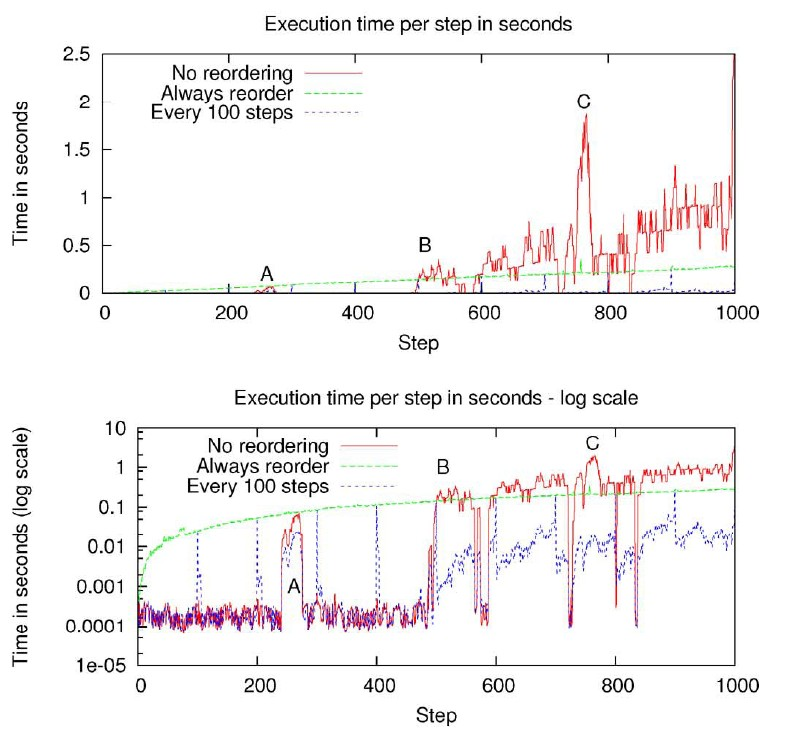 Execution time per step in seconds
2.5
2
1.5
1
0.5
0
Time in seconds
No reordering
Always reorder
Every 100 steps
A
B
C
0 200 400 600 800 1000
Step
Execution time per step in seconds - log scale
10
1
0.1
0.01
0.001
0.0001
1e-05
Time in seconds (log scale)
No reordering
Always reorder
Every 100 steps
A
B
C
0 200 400 600 800 1000
Step